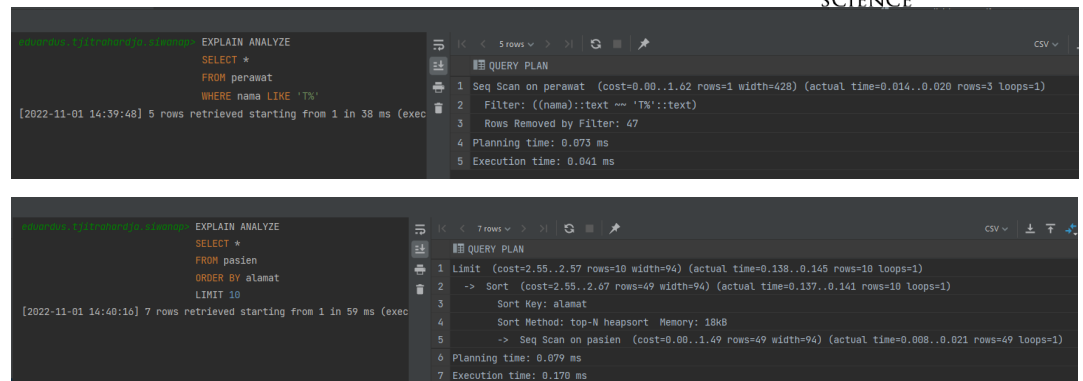 SCIENCE
eduardus.tjitrahardja.siwanap> EXPLAIN ANALYZE
SELECT *
FROM perawat
WHERE nama LIKE 'T%'
[2022-11-01 14:39:48] 5 rows retrieved starting from 1 in 38 ms (exec
5 rows
CSV
QUERY PLAN
1 Seq Scan on perawat (cost=0.00..1.62 rows=1 width=428) (actual time=0.014..0.020 rows=3 loops=1)
2 Filter: ((nama)::text ~~ 'T%'::text)
3 Rows Removed by Filter: 47
4 Planning time: 0.073 ms
5 Execution time: 0.041 ms
eduardus.tjitrahardja.siwanap> EXPLAIN ANALYZE
SELECT *
FROM pasien
ORDER BY alamat
LIMIT 10
[2022-11-01 14:40:16] 7 rows retrieved starting from 1 in 59 ms (exec
7 rows
CSV
QUERY PLAN
1 Limit (cost=2.55..2.57 rows=10 width=94) (actual time=0.138..0.145 rows=10 loops=1)
2 -> Sort (cost=2.55..2.67 rows=49 width=94) (actual time=0.137..0.141 rows=10 loops=1)
3 Sort Key: alamat
4 Sort Method: top-N heapsort Memory: 18kB
5 -> Seq Scan on pasien (cost=0.00..1.49 rows=49 width=94) (actual time=0.008..0.021 rows=49 loops=1)
6 Planning time: 0.079 ms
7 Execution time: 0.170 ms